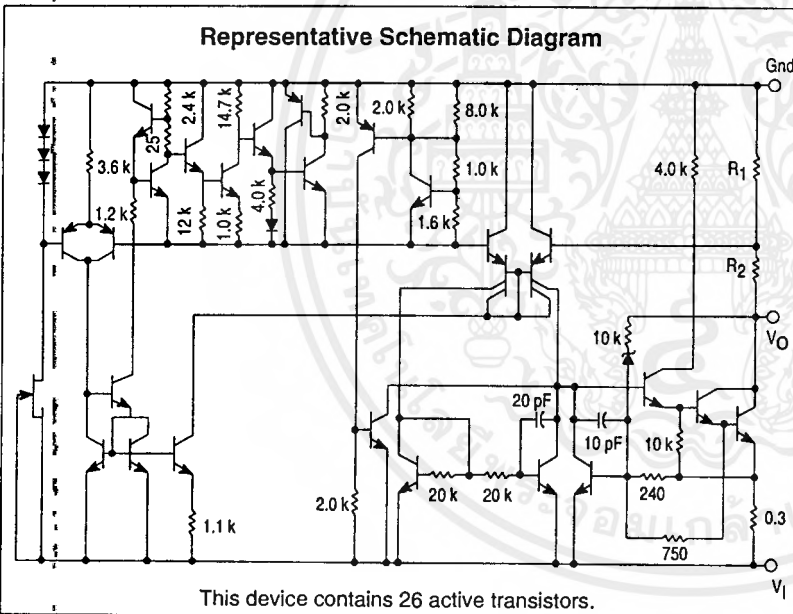 Representative Schematic Diagram
Gnd
2.4 k
14.7 k
2.0 k
2.0 k
8.0 k
25
3.6 k
4.0 k
1.0 k
4.0 k
R1
1.2 k
12 k
1.0 k
1.6 k
R2
10 k
VO
20 pF
10 pF
10 k
20 k
20 k
240
2.0 k
0.3
1.1 k
750
VI
This device contains 26 active transistors.